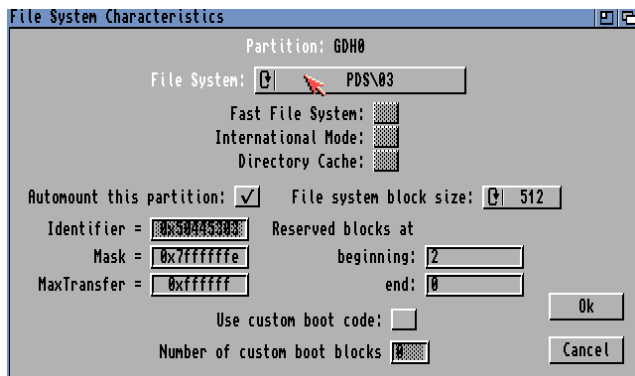 File System Characteristics
Partition: GDH0
File System: PDS\03
Fast File System:
International Mode:
Directory Cache:
Automount this partition: File system block size: 512
Identifier = 0x50445303 Reserved blocks at
Mask = 0x7ffffffe beginning: 2
MaxTransfer = 0xffffff end: 0
Ok
Use custom boot code:
Number of custom boot blocks 0
Cancel